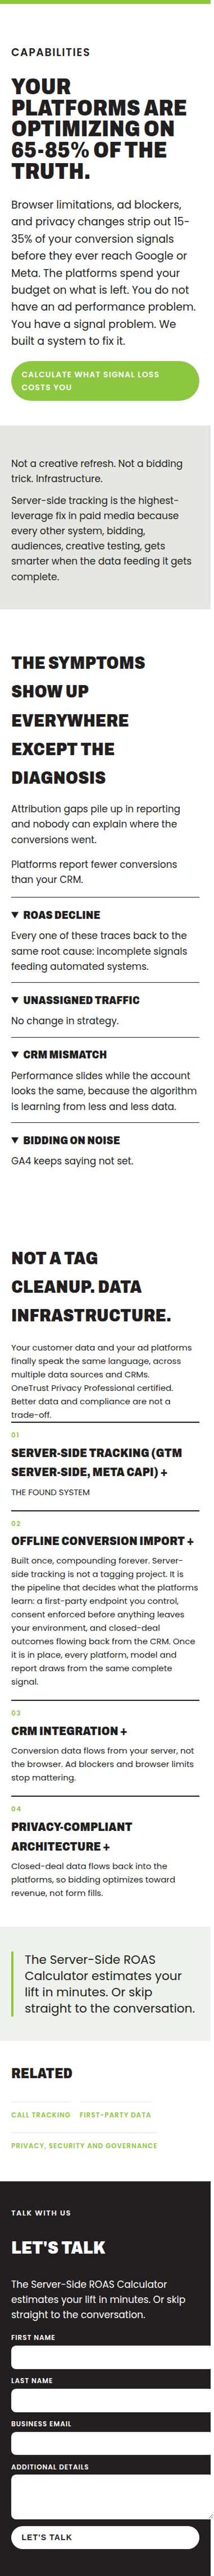 CAPABILITIES
YOUR
PLATFORMS ARE
OPTIMIZING ON
65-85% OF THE
TRUTH.
Browser limitations, ad blockers,
and privacy changes strip out 15-
35% of your conversion signals
before they ever reach Google or
Meta. The platforms spend your
budget on what is left. You do not
have an ad performance problem.
You have a signal problem. We
built a system to fix it.
CALCULATE WHAT SIGNAL LOSS
COSTS YOU
Not a creative refresh. Not a bidding
trick. Infrastructure.
Server-side tracking is the highest-
leverage fix in paid media because
every other system, bidding,
audiences, creative testing, gets
smarter when the data feeding it gets
complete.
THE SYMPTOMS
SHOW UP
EVERYWHERE
EXCEPT THE
DIAGNOSIS
Attribution gaps pile up in reporting
and nobody can explain where the
conversions went.
Platforms report fewer conversions
than your CRM.
▼ ROAS DECLINE
Every one of these traces back to the
same root cause: incomplete signals
feeding automated systems.
▼ UNASSIGNED TRAFFIC
No change in strategy.
▼ CRM MISMATCH
Performance slides while the account
looks the same, because the algorithm
is learning from less and less data.
▼ BIDDING ON NOISE
GA4 keeps saying not set.
NOT A TAG
CLEANUP. DATA
INFRASTRUCTURE.
Your customer data and your ad platforms
finally speak the same language, across
multiple data sources and CRMs.
OneTrust Privacy Professional certified.
Better data and compliance are not a
trade-off.
01
SERVER-SIDE TRACKING (GTM
SERVER-SIDE, META CAPI) +
THE FOUND SYSTEM
02
OFFLINE CONVERSION IMPORT +
Built once, compounding forever. Server-
side tracking is not a tagging project. It is
the pipeline that decides what the platforms
learn: a first-party endpoint you control,
consent enforced before anything leaves
your environment, and closed-deal
outcomes flowing back from the CRM. Once
it is in place, every platform, model and
report draws from the same complete
signal.
03
CRM INTEGRATION +
Conversion data flows from your server, not
the browser. Ad blockers and browser limits
stop mattering.
04
PRIVACY-COMPLIANT
ARCHITECTURE +
Closed-deal data flows back into the
platforms, so bidding optimizes toward
revenue, not form fills.
The Server-Side ROAS
Calculator estimates your
lift in minutes. Or skip
straight to the conversation.
RELATED
CALL TRACKING FIRST-PARTY DATA
PRIVACY, SECURITY AND GOVERNANCE
TALK WITH US
LET'S TALK
The Server-Side ROAS Calculator
estimates your lift in minutes. Or skip
straight to the conversation.
FIRST NAME
LAST NAME
BUSINESS EMAIL
ADDITIONAL DETAILS
LET'S TALK